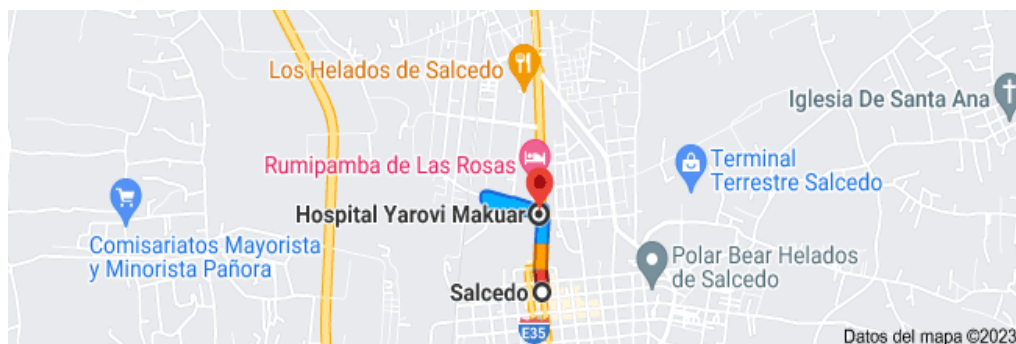 Los Helados de Salcedo
Iglesia De Santa Ana
Rumipamba de Las Rosas
Terminal
Terrestre Salcedo
Hospital Yarovi Makuar
Comisariatos Mayorista
y Minorista Pañora
Polar Bear Helados
de Salcedo
Salcedo
E35
Datos del mapa ©2023